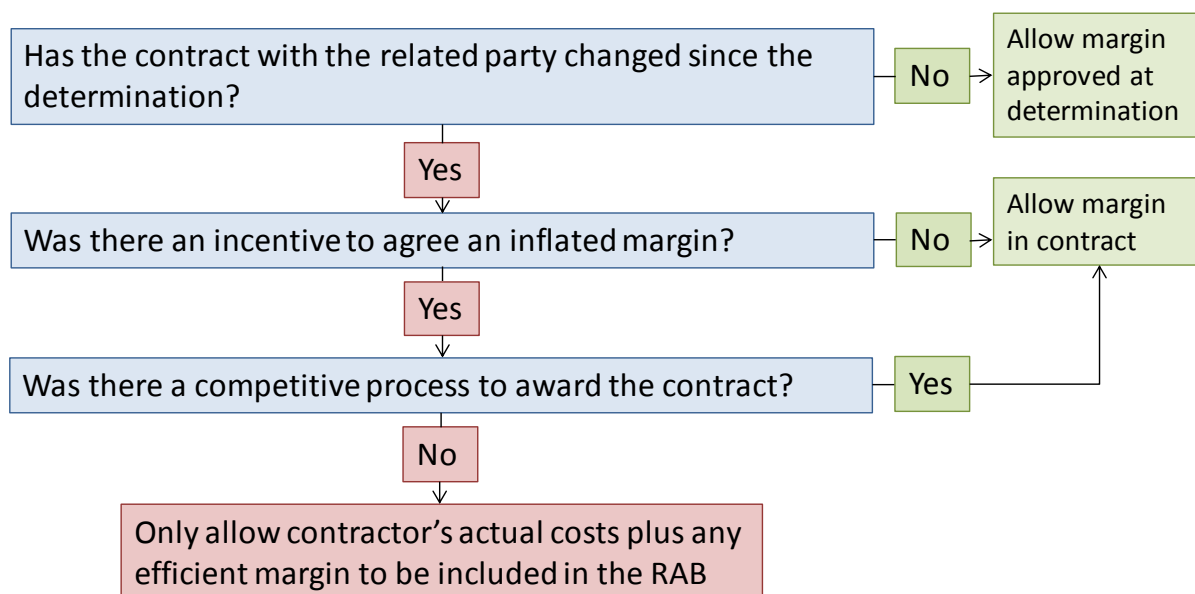 Has the contract with the related party changed since the
determination?
No
Allow margin
approved at
determination
Yes
Was there an incentive to agree an inflated margin?
No
Allow margin
in contract
Yes
Was there a competitive process to award the contract?
Yes
No
Only allow contractor’s actual costs plus any
efficient margin to be included in the RAB